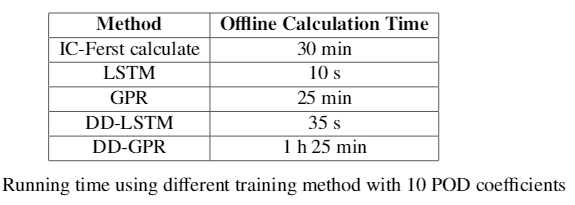 Method Offline Calculation Time
IC-Ferst calculate 30 min
LSTM 10 s
GPR 25 min
DD-LSTM 35 s
DD-GPR 1 h 25 min
Running time using different training method with 10 POD coefficients